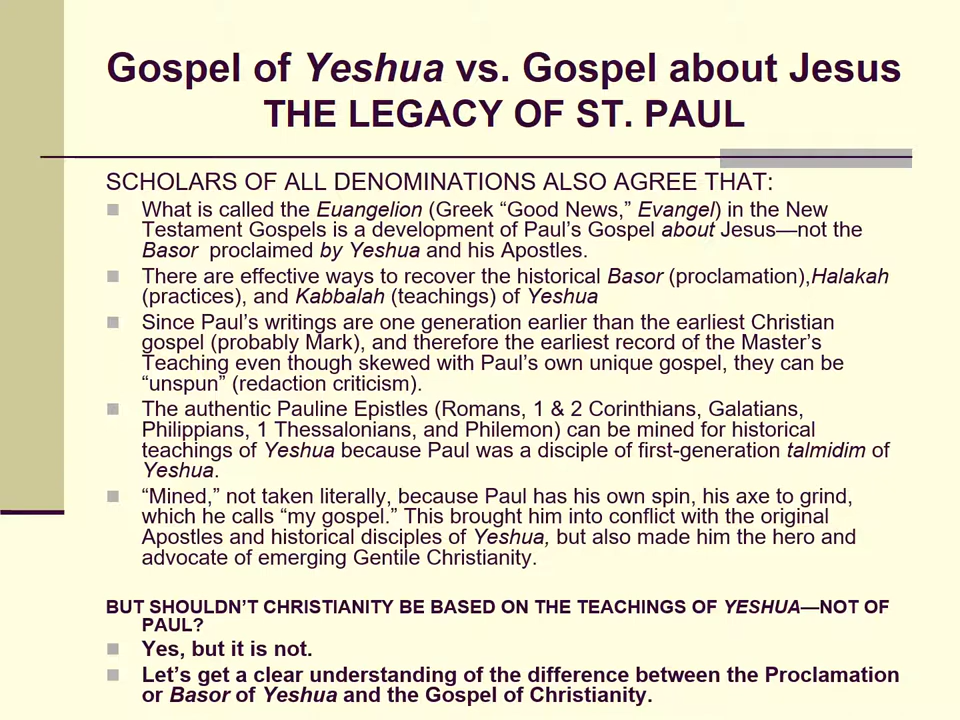 Gospel of Yeshua vs. Gospel about Jesus
THE LEGACY OF ST. PAUL
SCHOLARS OF ALL DENOMINATIONS ALSO AGREE THAT:
What is called the Euangelion (Greek “Good News,” Evangel) in the New
Testament Gospels is a development of Paul’s Gospel about Jesus—not the
Basor proclaimed by Yeshua and his Apostles.
There are effective ways to recover the historical Basor (proclamation),Halakah
(practices), and Kabbalah (teachings) of Yeshua
Since Paul’s writings are one generation earlier than the earliest Christian
gospel (probably Mark), and therefore the earliest record of the Master’s
Teaching even though skewed with Paul’s own unique gospel, they can be
“unspun” (redaction criticism).
The authentic Pauline Epistles (Romans, 1 & 2 Corinthians, Galatians,
Philippians, 1 Thessalonians, and Philemon) can be mined for historical
teachings of Yeshua because Paul was a disciple of first-generation talmidim of
Yeshua.
“Mined,” not taken literally, because Paul has his own spin, his axe to grind,
which he calls “my gospel.” This brought him into conflict with the original
Apostles and historical disciples of Yeshua, but also made him the hero and
advocate of emerging Gentile Christianity.
BUT SHOULDN’T CHRISTIANITY BE BASED ON THE TEACHINGS OF YESHUA—NOT OF
PAUL?
Yes, but it is not.
Let’s get a clear understanding of the difference between the Proclamation
or Basor of Yeshua and the Gospel of Christianity.